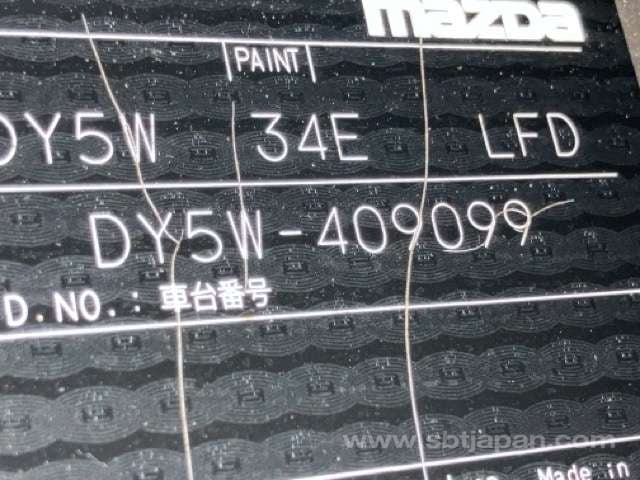 mazda
PAINT
DY5W 34E LFD
DY5W-409099
D.NO.: 車台番号
www.sbtjapan.com
Made in